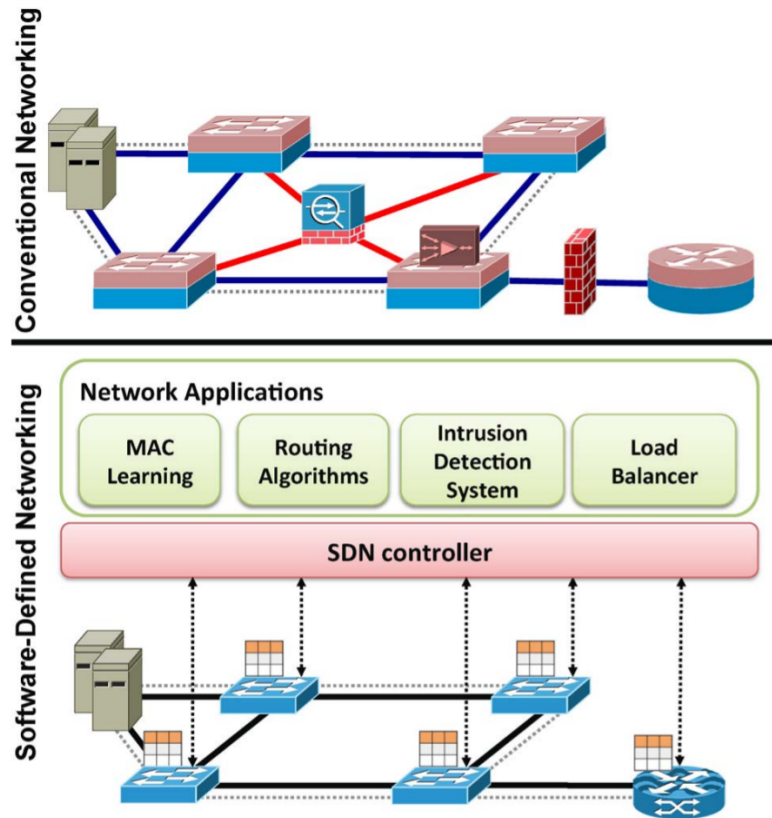 Conventional Networking
Software-Defined Networking
Network Applications
MAC
Learning
Routing
Algorithms
Intrusion
Detection
System
Load
Balancer
SDN controller